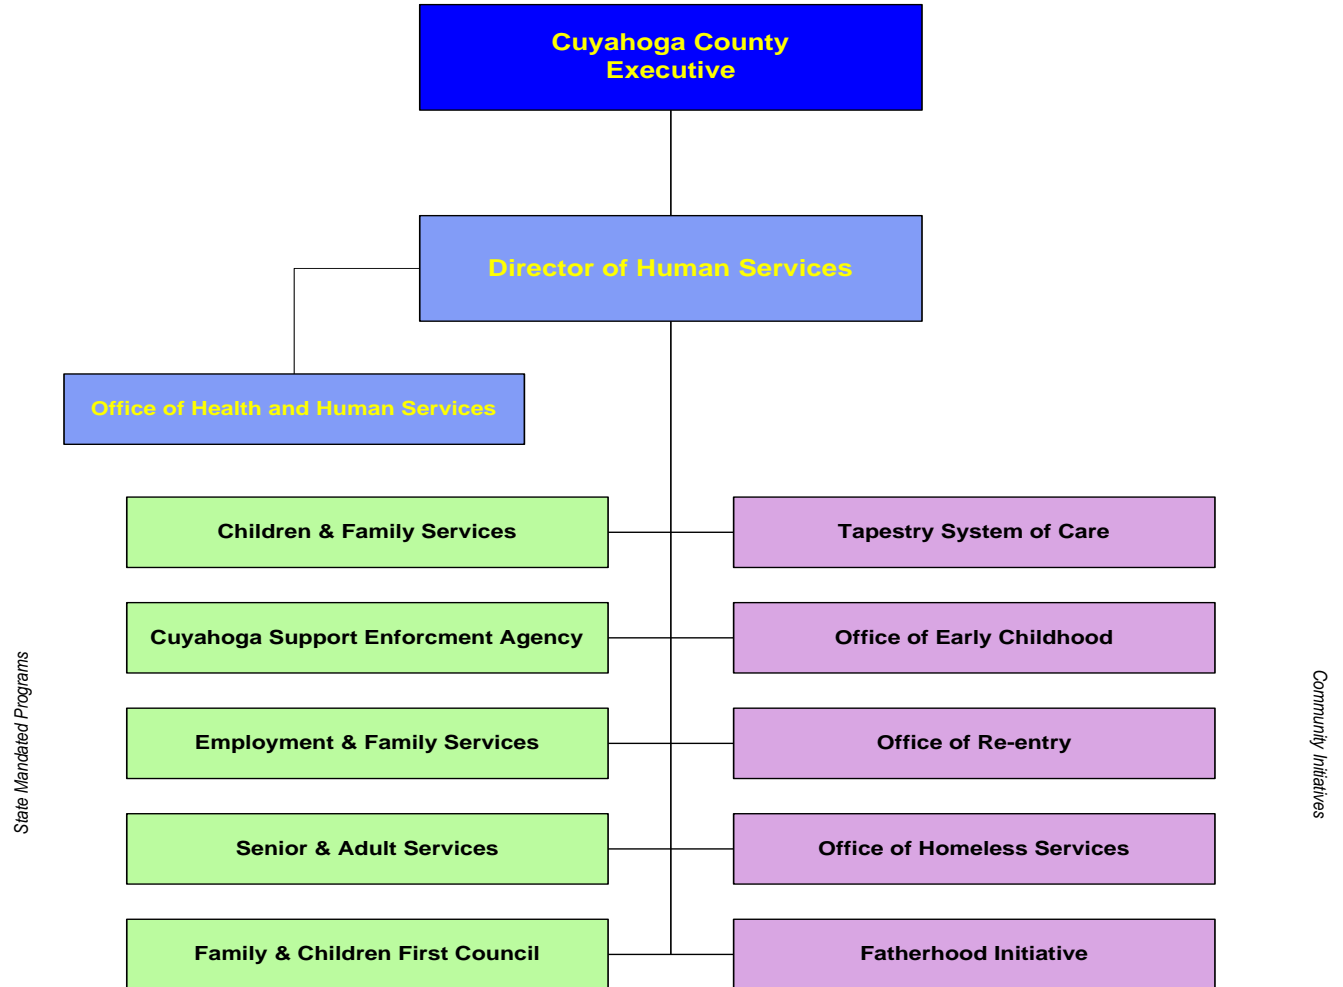 Cuyahoga County
Executive
Director of Human Services
Office of Health and Human Services
Children & Family Services
Tapestry System of Care
Cuyahoga Support Enforcment Agency
Office of Early Childhood
Employment & Family Services
Office of Re-entry
Senior & Adult Services
Office of Homeless Services
Family & Children First Council
Fatherhood Initiative
State Mandated Programs
Community Initiatives